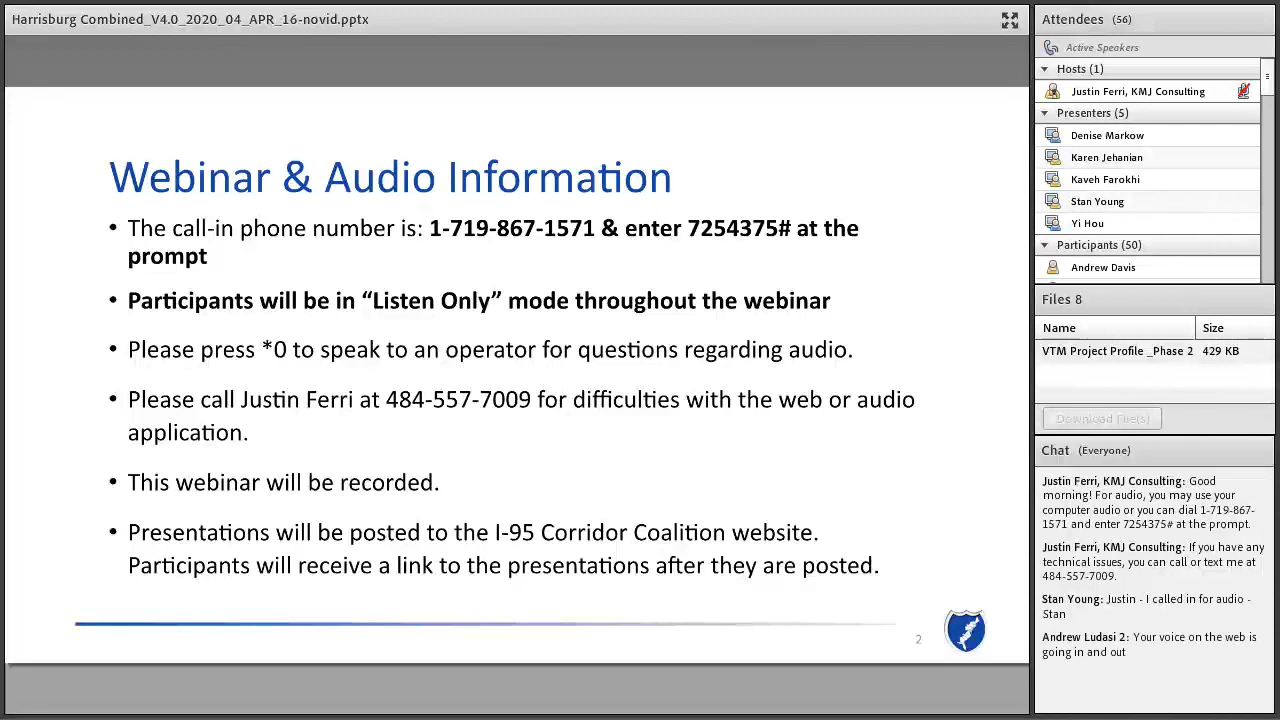 Harrisburg Combined_V4.0_2020_04_APR_16-novid.pptx
Webinar & Audio Information
• The call-in phone number is: 1-719-867-1571 & enter 7254375# at the
prompt
• Participants will be in “Listen Only” mode throughout the webinar
• Please press *0 to speak to an operator for questions regarding audio.
• Please call Justin Ferri at 484-557-7009 for difficulties with the web or audio
application.
• This webinar will be recorded.
• Presentations will be posted to the I-95 Corridor Coalition website.
Participants will receive a link to the presentations after they are posted.
2
Attendees (56)
Active Speakers
Hosts (1)
Justin Ferri, KMJ Consulting
Presenters (5)
Denise Markow
Karen Jehanian
Kaveh Farokhi
Stan Young
Yi Hou
Participants (50)
Andrew Davis
Files 8
Name Size
VTM Project Profile _Phase 2 429 KB
Download File(s)
Chat (Everyone)
Justin Ferri, KMJ Consulting: Good
morning! For audio, you may use your
computer audio or you can dial 1-719-867-
1571 and enter 7254375# at the prompt.
Justin Ferri, KMJ Consulting: If you have any
technical issues, you can call or text me at
484-557-7009.
Stan Young: Justin - I called in for audio -
Stan
Andrew Ludasi 2: Your voice on the web is
going in and out